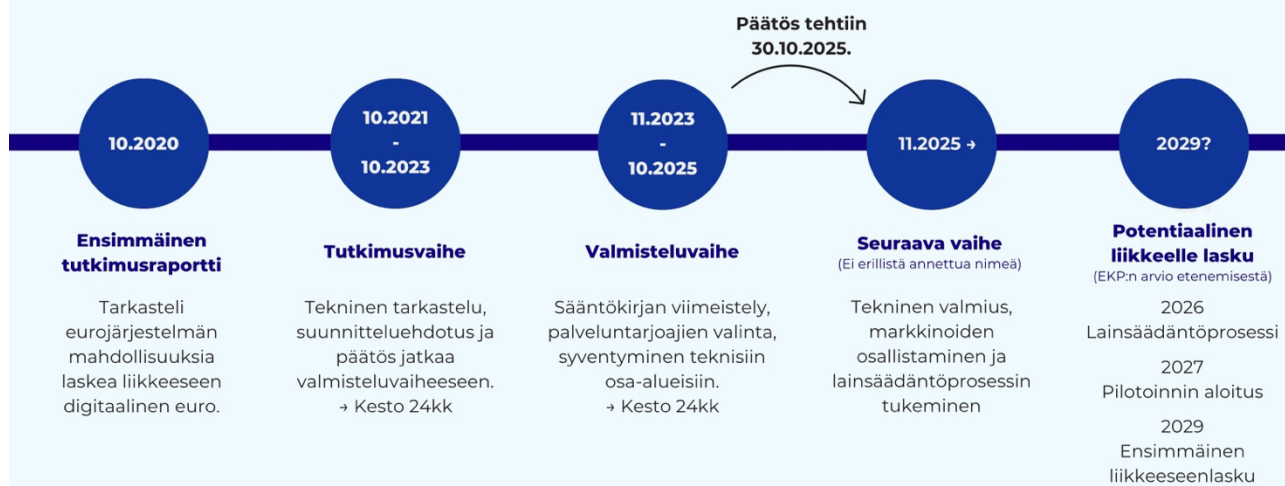 Päätös tehtiin
30.10.2025.
10.2020
10.2021
-
10.2023
11.2023
-
10.2025
11.2025 →
2029?
Ensimmäinen
tutkimusraportti
Tarkasteli
eurojärjestelmän
mahdollisuuksia
laskea liikkeeseen
digitaalinen euro.
Tutkimusvaihe
Tekninen tarkastelu,
suunnitteluehdotus ja
päätös jatkaa
valmisteluvaiheeseen.
→ Kesto 24kk
Valmisteluvaihe
Sääntökirjan viimeistely,
palveluntarjoajien valinta,
syventyminen teknisiin
osa-alueisiin.
→ Kesto 24kk
Seuraava vaihe
(Ei erillistä annettua nimeä)
Tekninen valmius,
markkinoiden
osallistaminen ja
lainsäädäntöprosessin
tukeminen
Potentiaalinen
liikkeelle lasku
(EKP:n arvio etenemisestä)
2026
Lainsäädäntöprosessi
2027
Pilotoinnin aloitus
2029
Ensimmäinen
liikkeeseenlasku